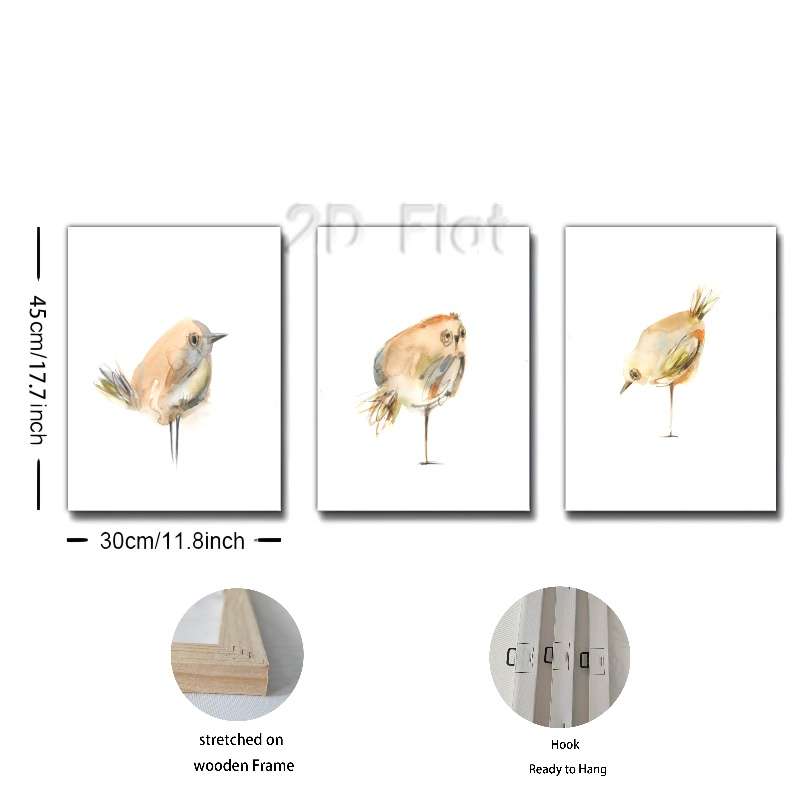 2D Flat
45cm/17.7inch
30cm/11.8inch
stretched on
wooden Frame
Hook
Ready to Hang